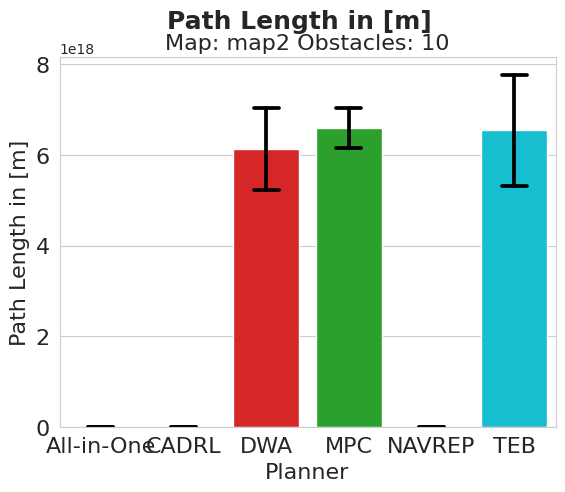 Path Length in [m]
Map: map2 Obstacles: 10
1e18
8
6
4
2
0
Path Length in [m]
All-in-One CADRL DWA MPC NAVREP TEB
Planner